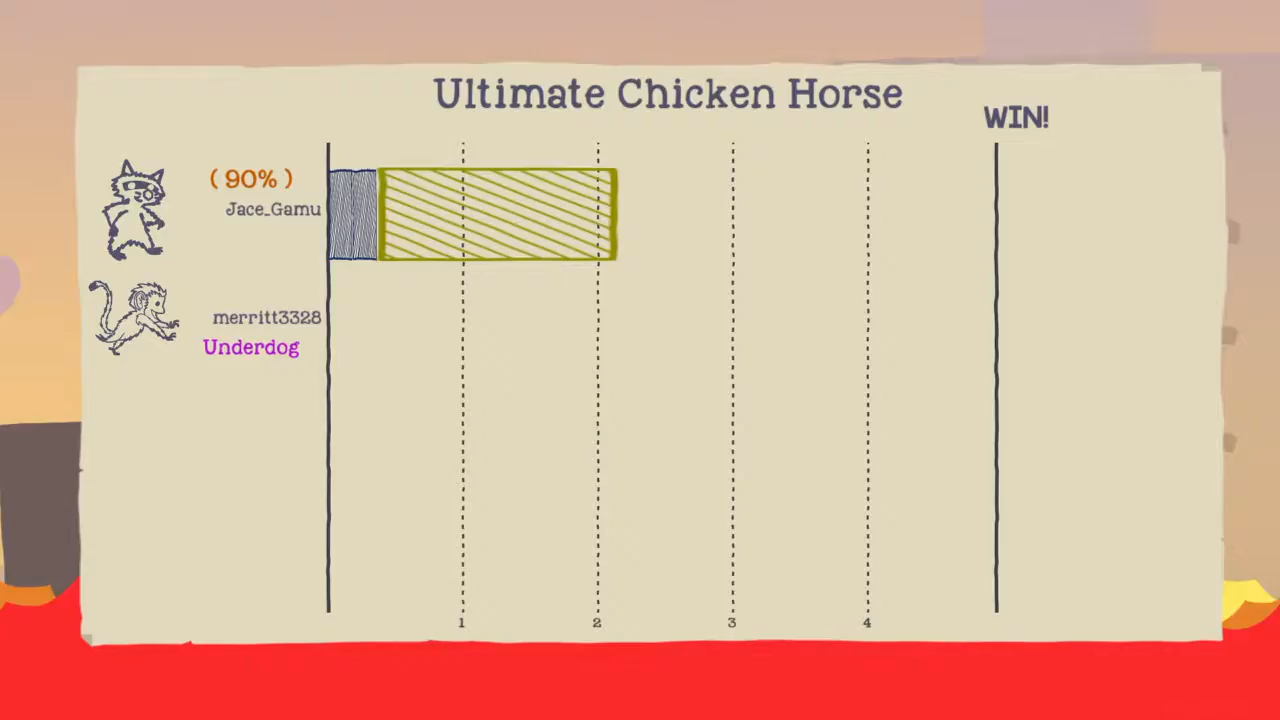 Ultimate Chicken Horse
WIN!
( 90% )
Jace_Gamu
merritt3328
Underdog
1 2 3 4